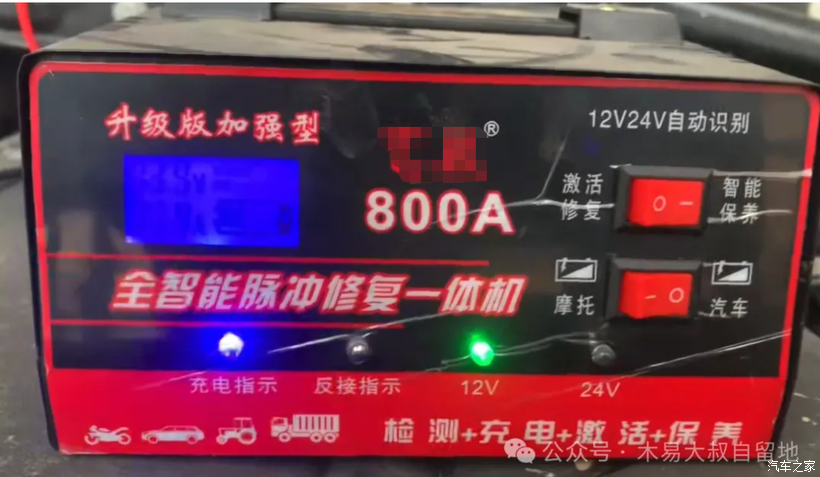 升级版加强型
®
12V24V自动识别
800A
激活
修复
智能
保养
全智能脉冲修复一体机
摩托
汽车
充电指示
反接指示
12V
24V
检测+充电+激活+保养
公众号·木易大叔自留地
汽车之家